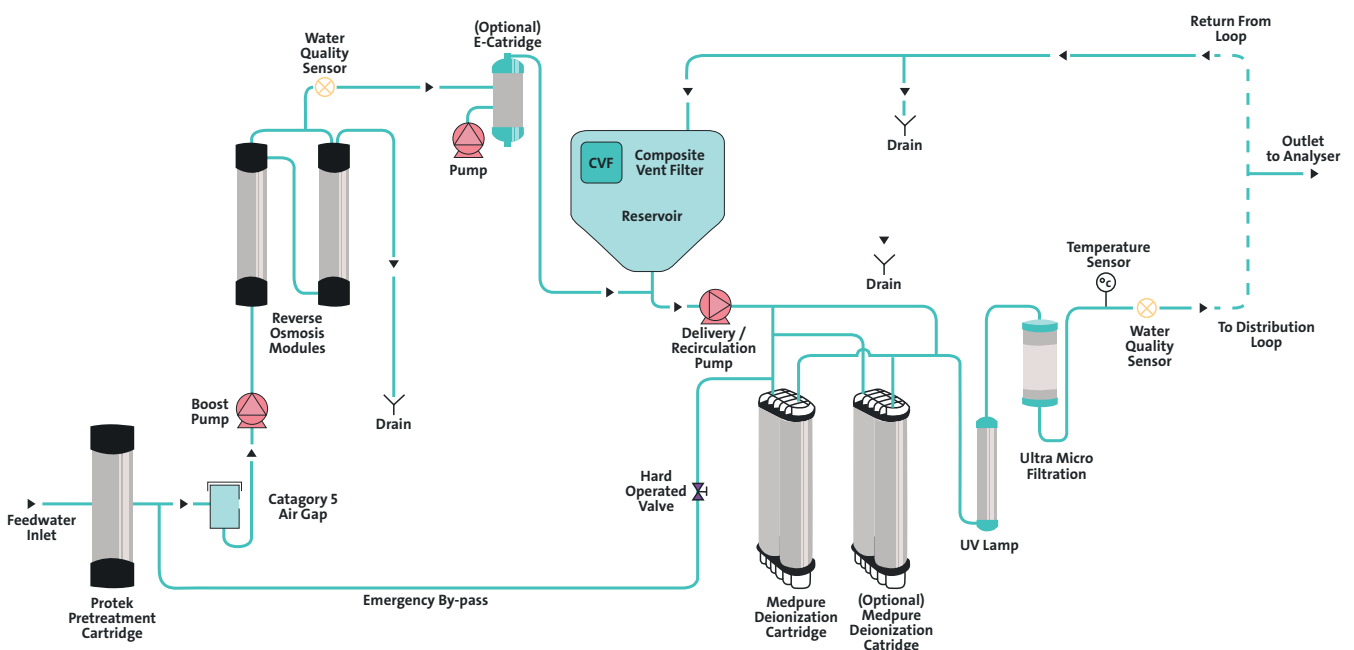 Return From
Loop
(Optional)
E-Catridge
Water
Quality
Sensor
Outlet
to Analyser
Drain
CVF
Composite
Vent Filter
Pump
Reservoir
Temperature
Sensor
°c
Drain
Reverse
Osmosis
Modules
Delivery /
Recirculation
Pump
To Distribution
Loop
Water
Quality
Sensor
Boost
Pump
Drain
Ultra Micro
Filtration
Hard
Operated
Valve
Catagory 5
Air Gap
Feedwater
Inlet
UV Lamp
Emergency By-pass
Protek
Pretreatment
Cartridge
Medpure
Deionization
Cartridge
(Optional)
Medpure
Deionization
Catridge